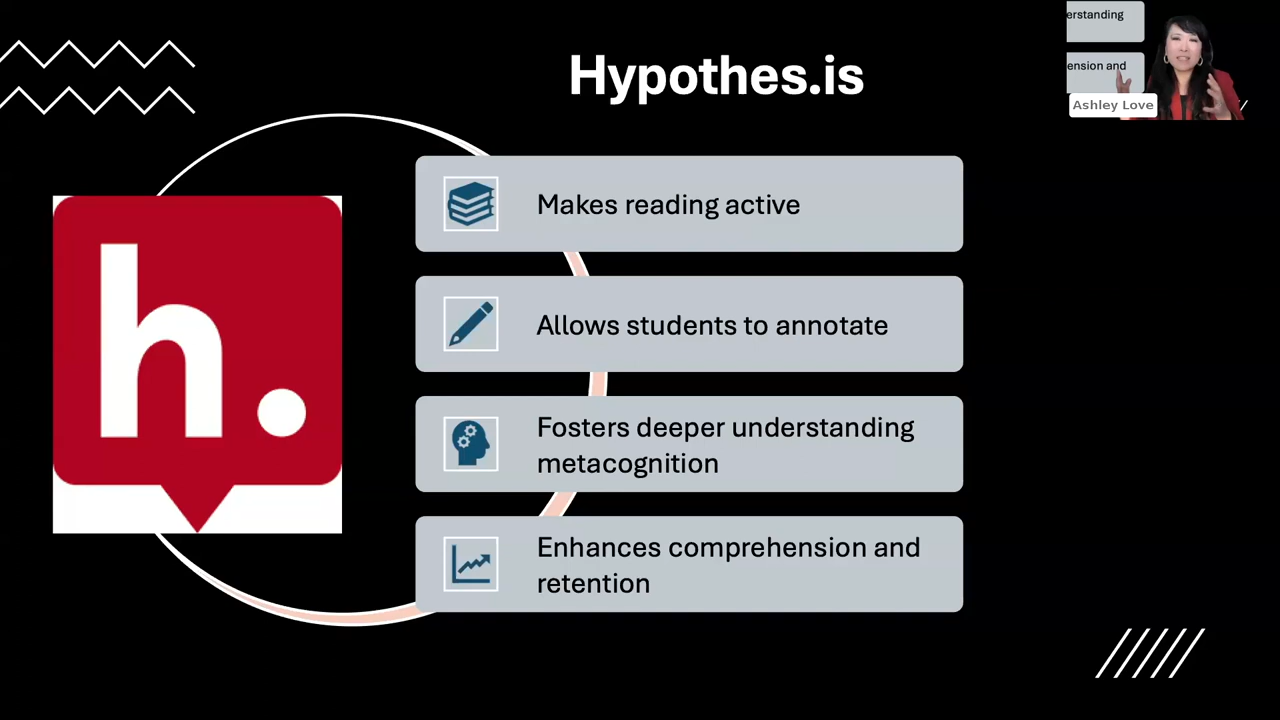 Hypothes.is
erstanding
ension and
Ashley Love
h.
Makes reading active
Allows students to annotate
Fosters deeper understanding
metacognition
Enhances comprehension and
retention